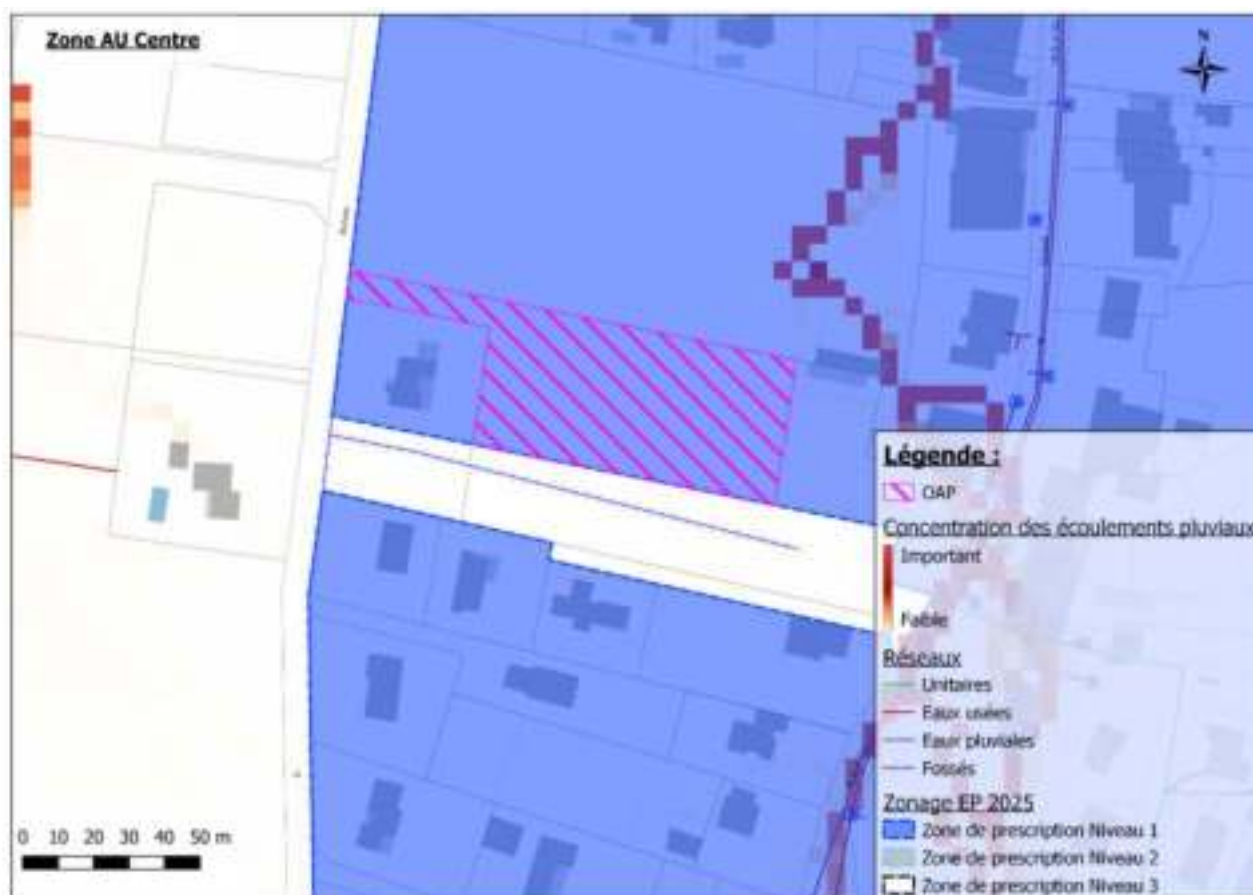 Zone AU Centre
N
Légende :
OAP
Concentration des écoulements pluviaux
Important
Faible
Réseaux
Unitaires
Eaux usées
Eaux pluviales
Fossés
Zonage EP 2025
Zone de prescription Niveau 1
Zone de prescription Niveau 2
Zone de prescription Niveau 3
0 10 20 30 40 50 m